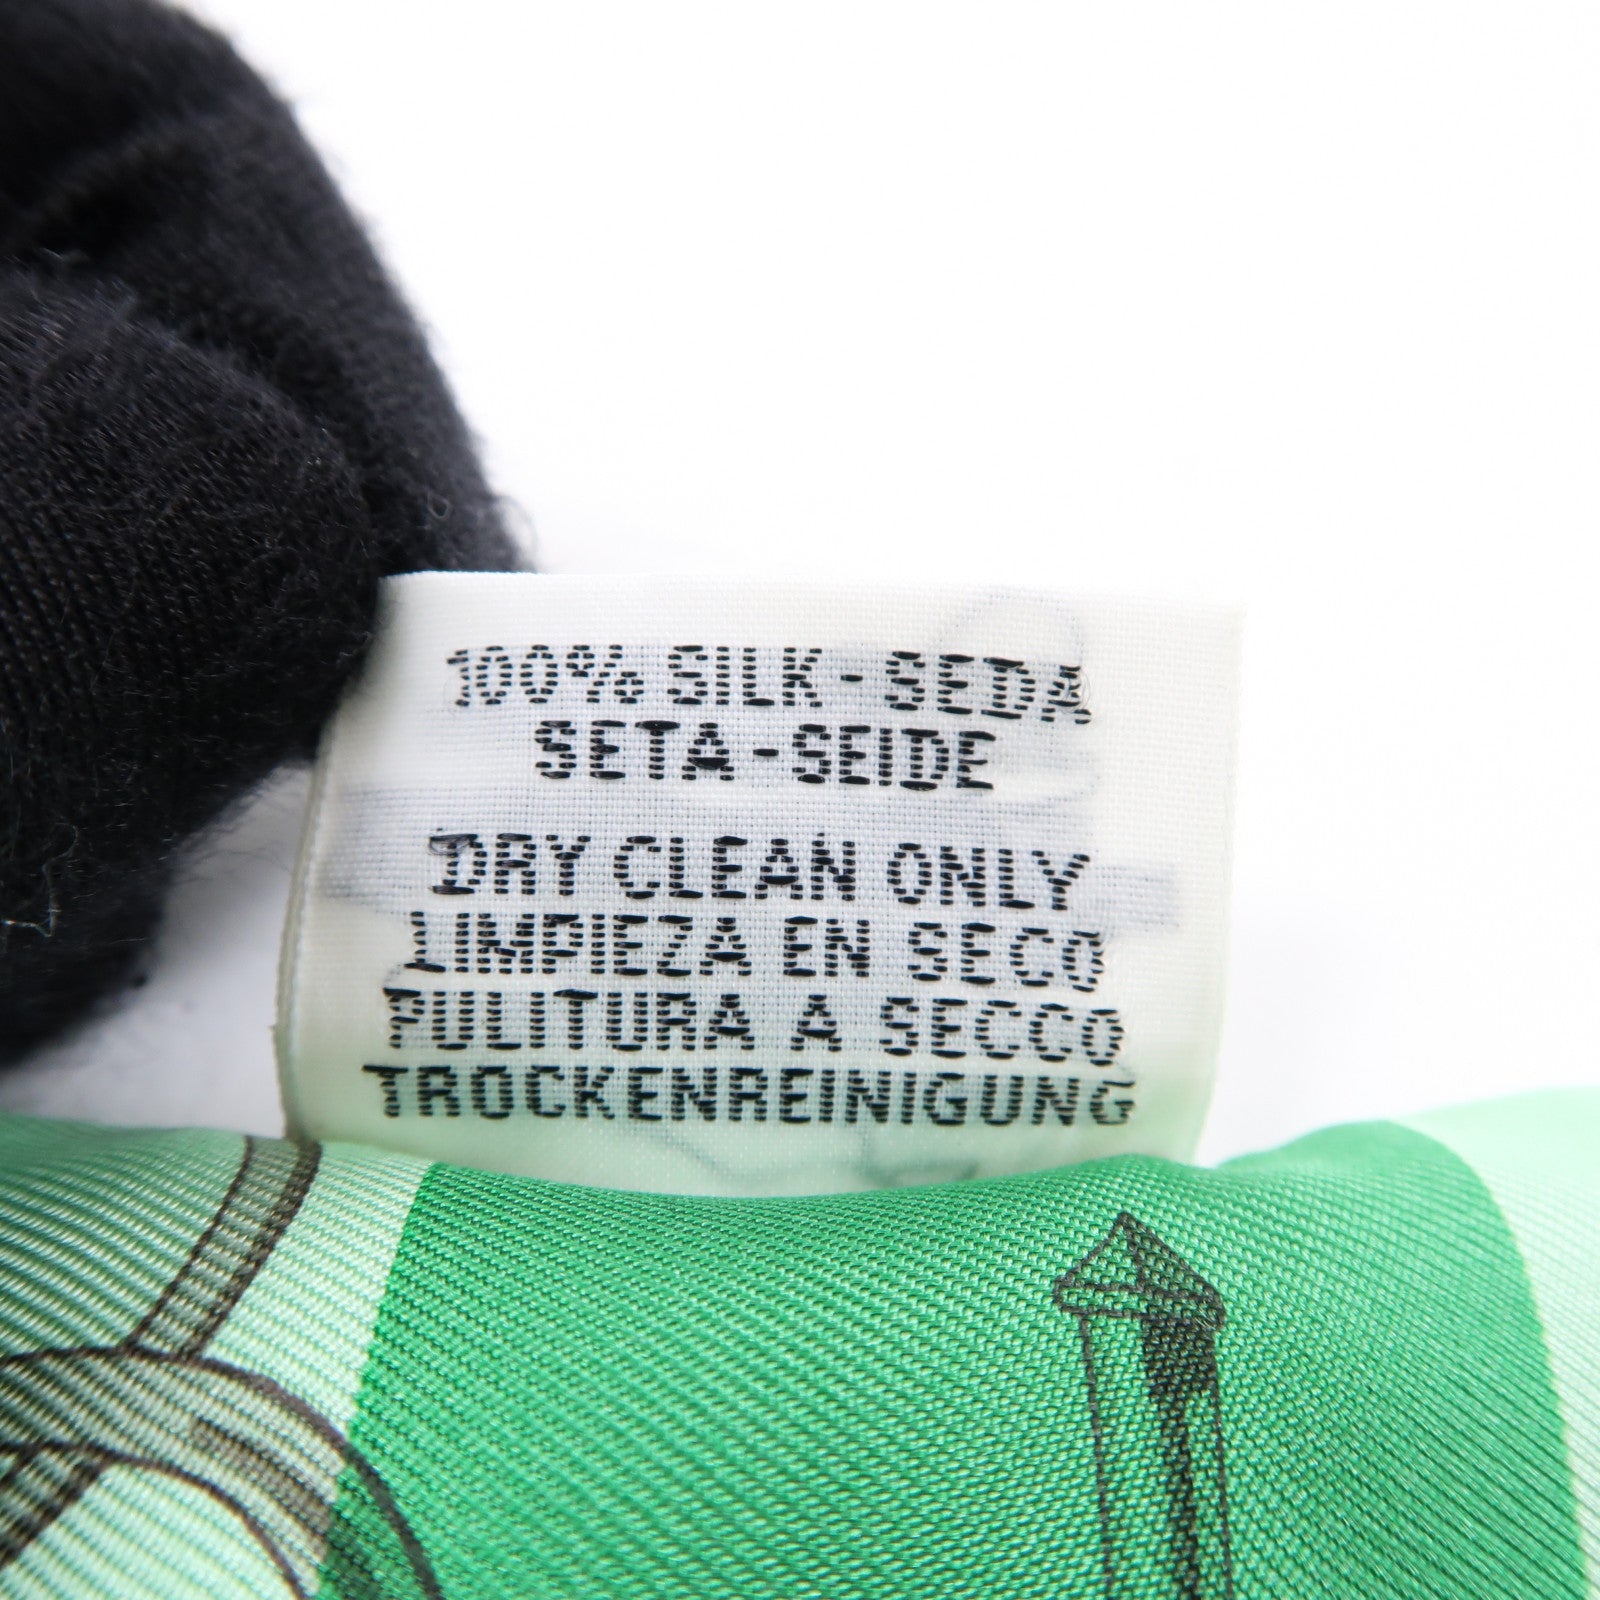 100% SILK - SEDA
SETA - SEIDE
DRY CLEAN ONLY
LIMPIEZA EN SECO
PULITURA A SECCO
TROCKENREINIGUNG